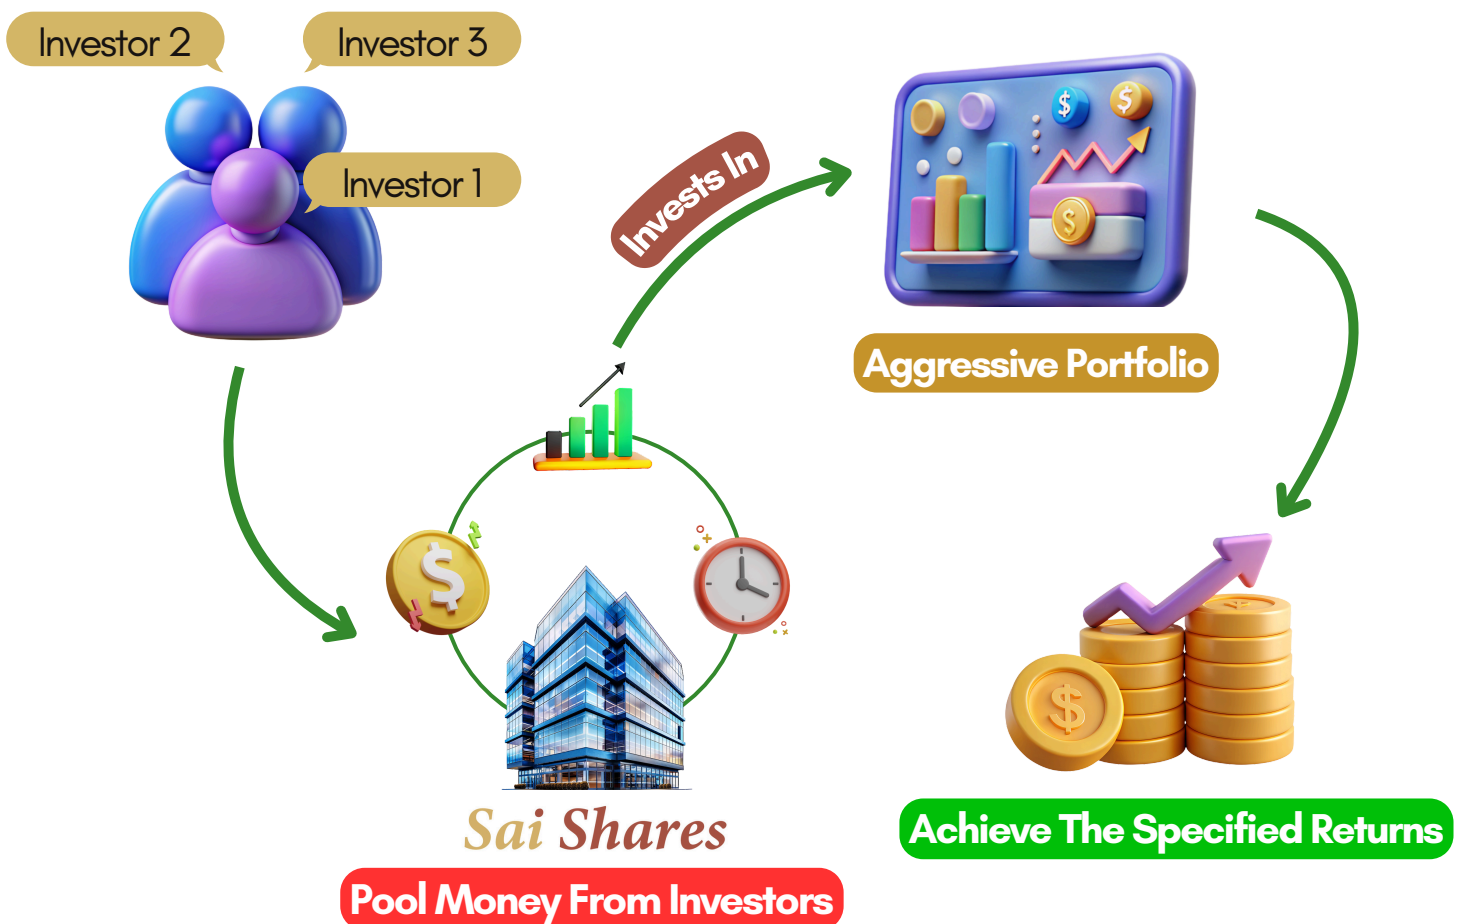 Investor 2
Investor 3
Investor 1
Invests In
Aggressive Portfolio
Sai Shares
Pool Money From Investors
Achieve The Specified Returns